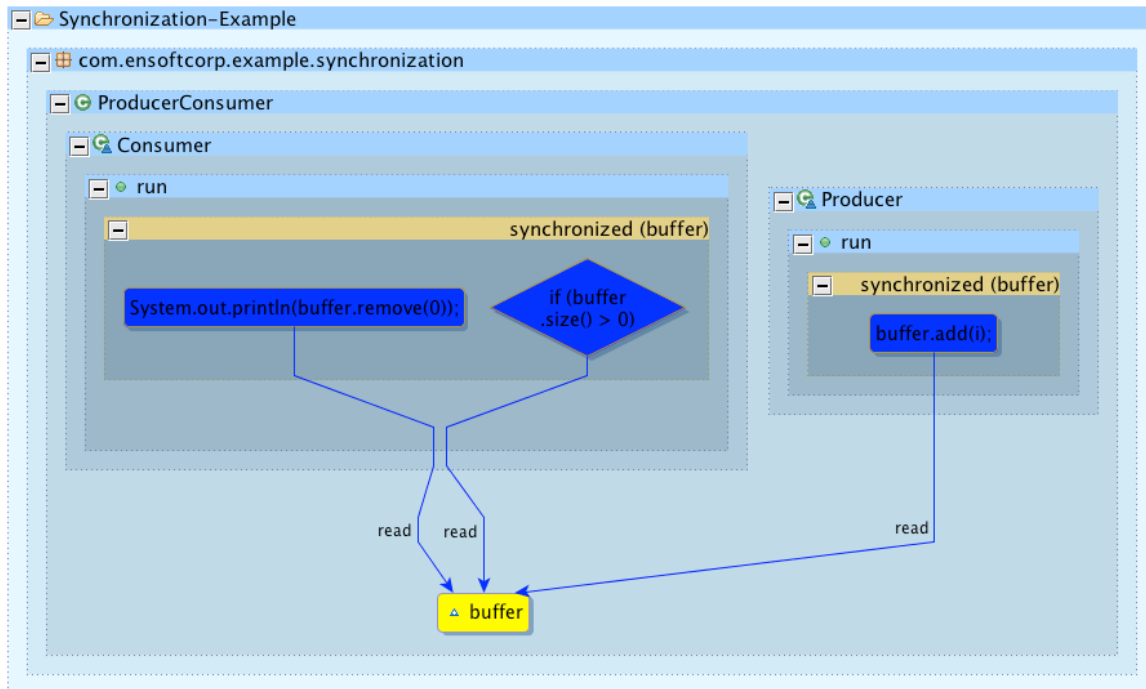 Synchronization-Example
com.ensoftcorp.example.synchronization
ProducerConsumer
Consumer
run
synchronized (buffer)
System.out.println(buffer.remove(0));
if (buffer
.size() > 0)
Producer
run
synchronized (buffer)
buffer.add(i);
read
read
read
buffer